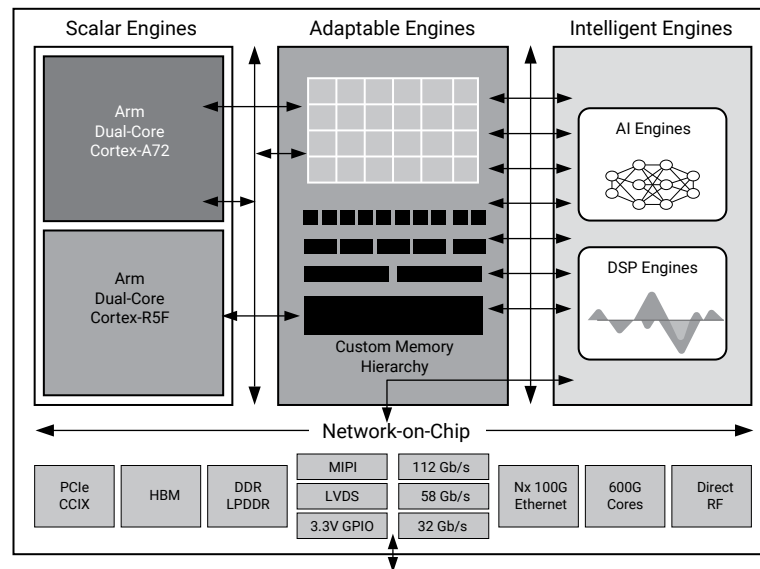 Scalar Engines
Adaptable Engines
Intelligent Engines
Arm
Dual-Core
Cortex-A72
Arm
Dual-Core
Cortex-R5F
Custom Memory
Hierarchy
AI Engines
DSP Engines
Network-on-Chip
PCIe
CCIX
HBM
DDR
LPDDR
MIPI
LVDS
3.3V GPIO
112 Gb/s
58 Gb/s
32 Gb/s
Nx 100G
Ethernet
600G
Cores
Direct
RF